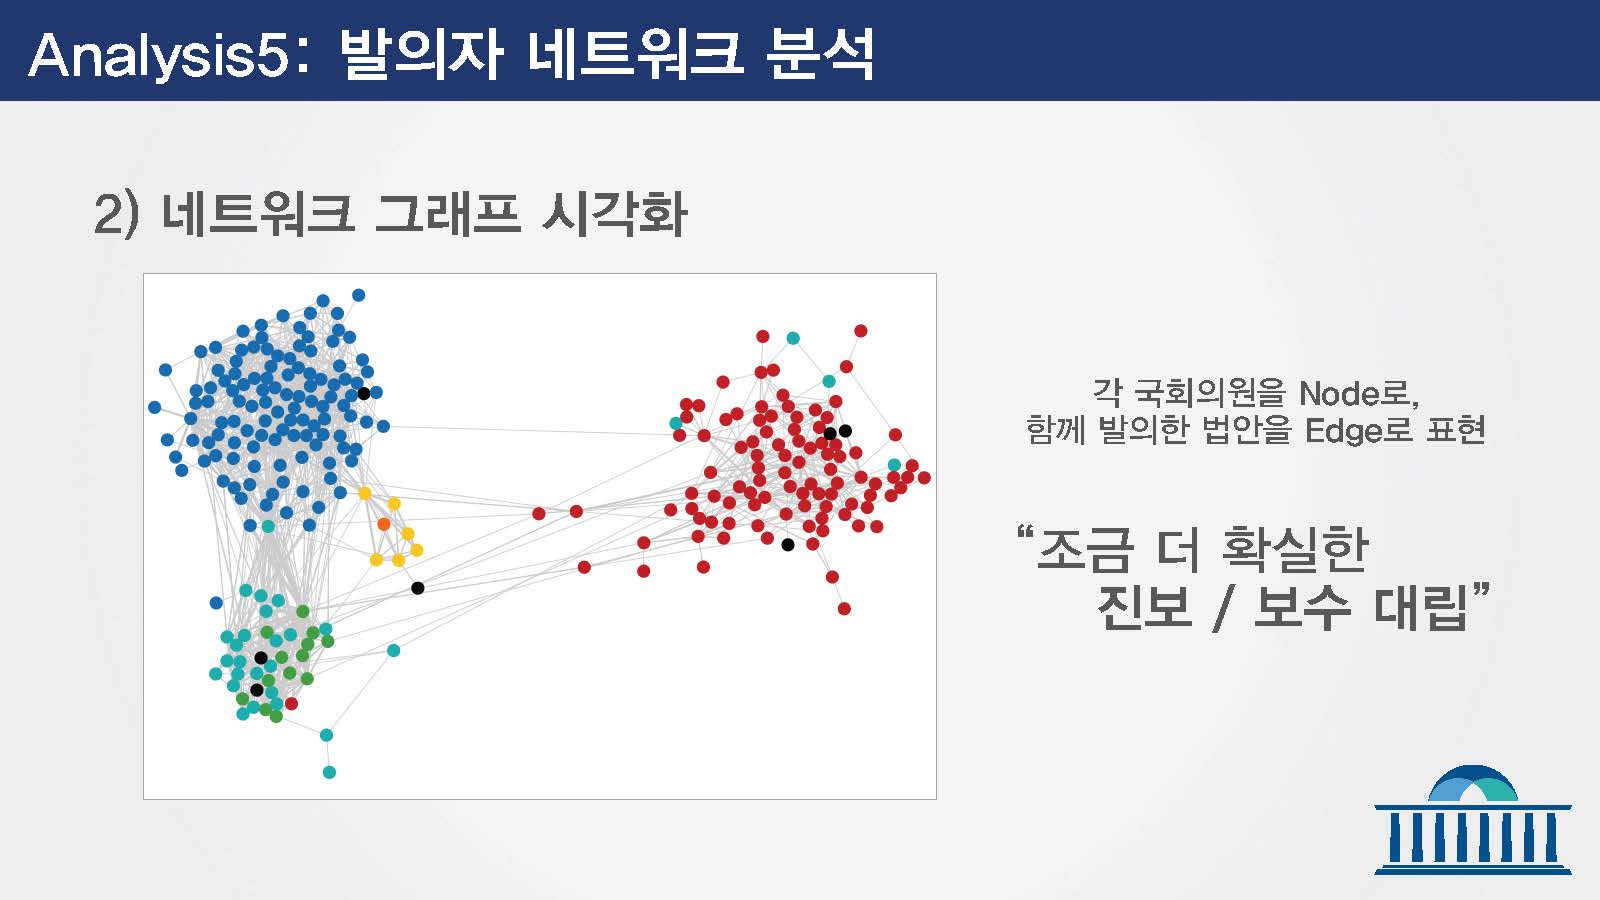 Analysis5: 발의자 네트워크 분석
2) 네트워크 그래프 시각화
각 국회의원을 Node로,
함께 발의한 법안을 Edge로 표현
“조금 더 확실한
진보 / 보수 대립”